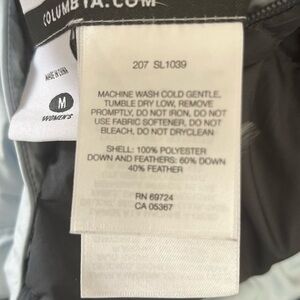 COLUMBIA.COM
MADE IN CHINA
M
WOMEN'S
207 SL1039
MACHINE WASH COLD GENTLE,
TUMBLE DRY LOW, REMOVE
PROMPTLY, DO NOT IRON, DO NOT
USE FABRIC SOFTENER, DO NOT
BLEACH, DO NOT DRYCLEAN
SHELL: 100% POLYESTER
DOWN AND FEATHERS: 60% DOWN
40% FEATHER
RN 69724
CA 05367